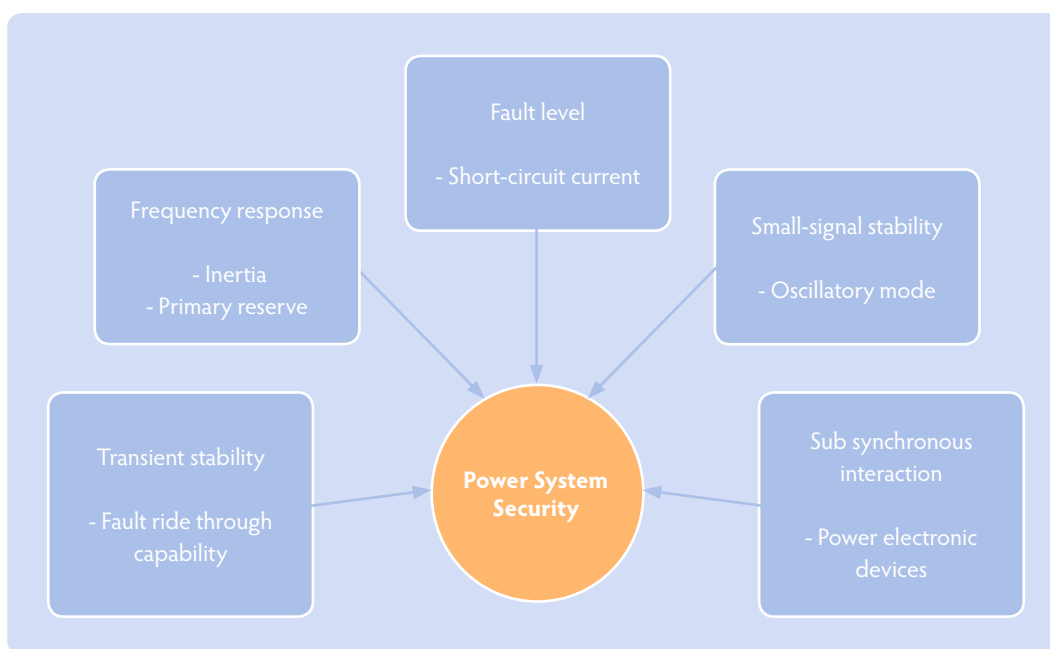 Fault level
- Short-circuit current
Frequency response
- Inertia
- Primary reserve
Small-signal stability
- Oscillatory mode
Transient stability
- Fault ride through
capability
Power System
Security
Sub synchronous
interaction
- Power electronic
devices